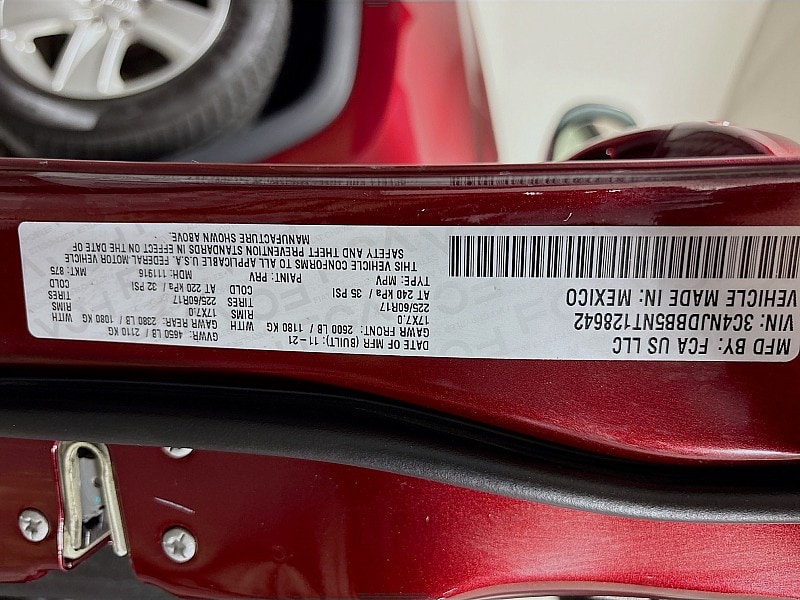 MFD BY: FCA US LLC
VIN: 3C4NJDBB5NT128642
VEHICLE MADE IN: MEXICO
DATE OF MFR (BUILT): 11-21
GVWR: 4650 LB / 2110 KG
GAWR FRONT: 2600 LB / 1180 KG WITH
GAWR REAR: 2380 LB / 1080 KG WITH
17X7.0 RIMS
17X7.0 RIMS
225/60R17 TIRES
225/60R17 TIRES
AT 240 kPa / 35 PSI COLD
AT 220 kPa / 32 PSI COLD
TYPE: MPV PAINT: PRV MDH: 111916 MKT: 875
THIS VEHICLE CONFORMS TO ALL APPLICABLE U.S.A. FEDERAL MOTOR VEHICLE
SAFETY AND THEFT PREVENTION STANDARDS IN EFFECT ON THE DATE OF
MANUFACTURE SHOWN ABOVE.